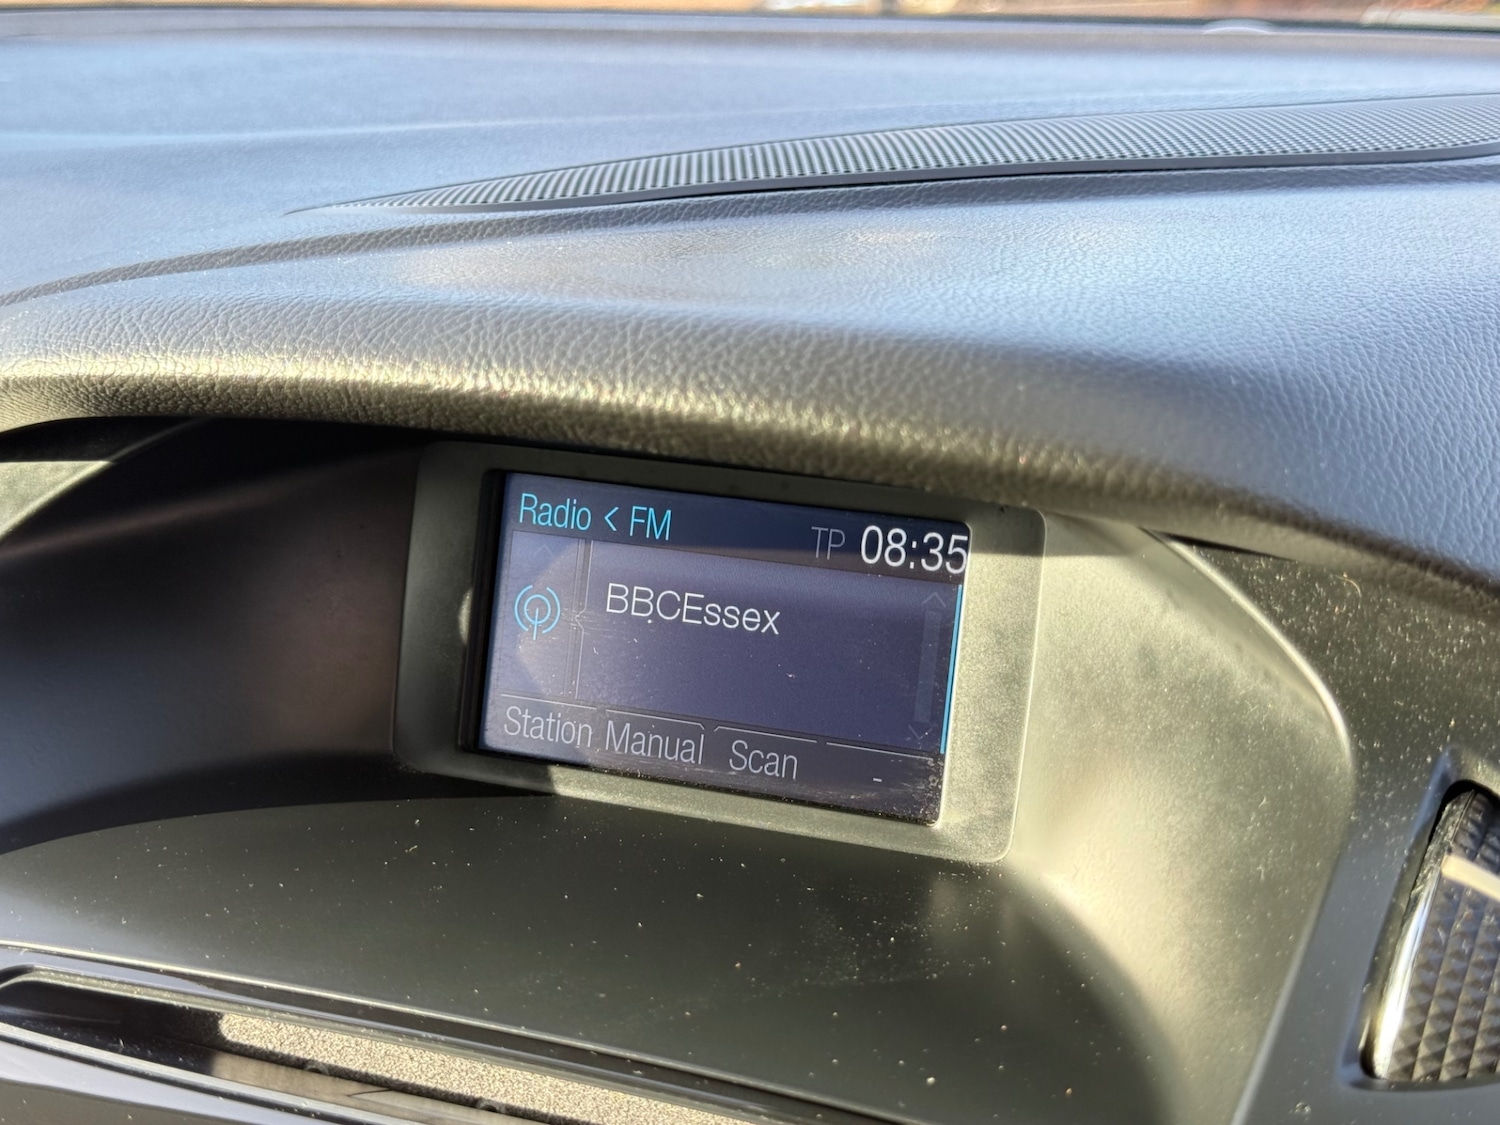 Radio < FM TP 08:35
BBCEssex
Station Manual Scan -